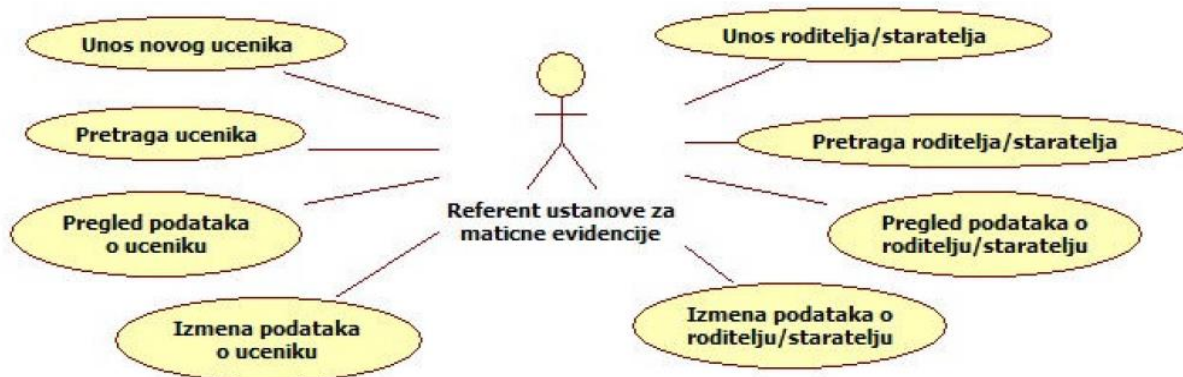 Unos novog ucenika
Unos roditelja/staratelja
Pretraga ucenika
Pretraga roditelja/staratelja
Pregled podataka
o uceniku
Referent ustanove za
maticne evidencije
Pregled podataka o
roditelju/staratelju
Izmena podataka
o uceniku
Izmena podataka o
roditelju/staratelju